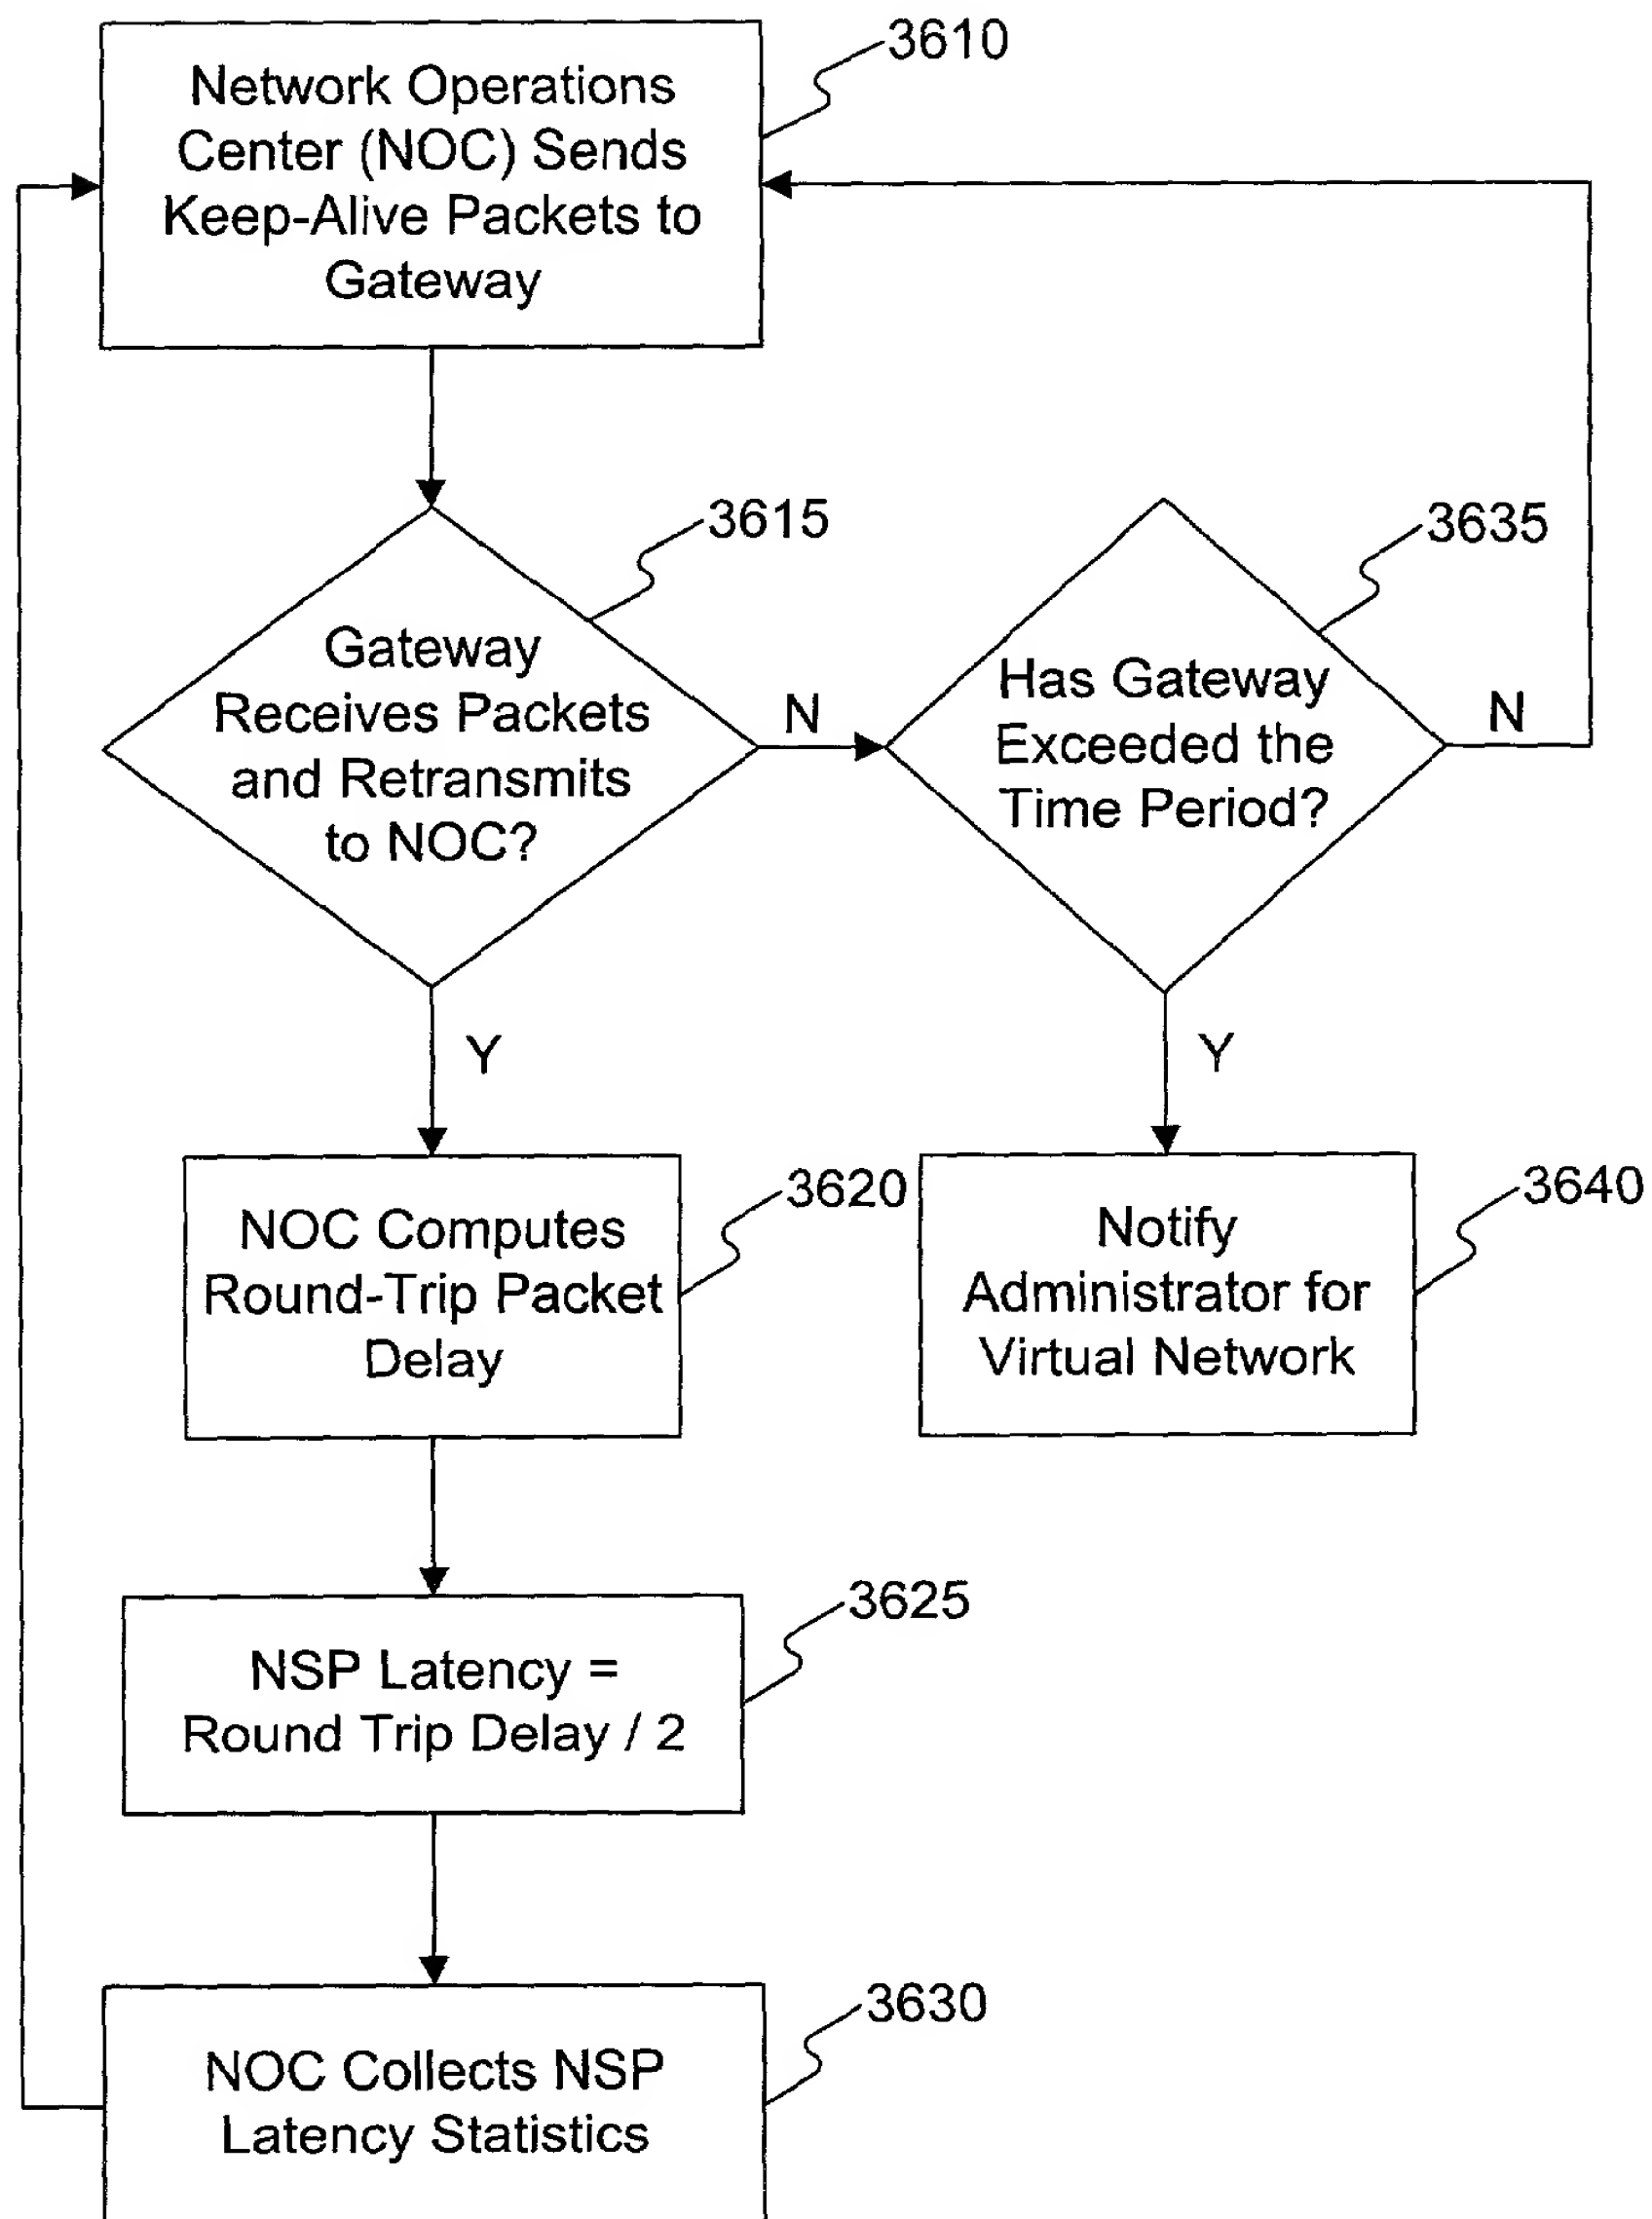 3610
Network Operations
Center (NOC) Sends
Keep-Alive Packets to
Gateway
3615
Gateway
Receives Packets
and Retransmits
to NOC?
N
Y
3635
Has Gateway
Exceeded the
Time Period?
N
Y
3620
NOC Computes
Round-Trip Packet
Delay
3640
Notify
Administrator for
Virtual Network
3625
NSP Latency =
Round Trip Delay / 2
3630
NOC Collects NSP
Latency Statistics